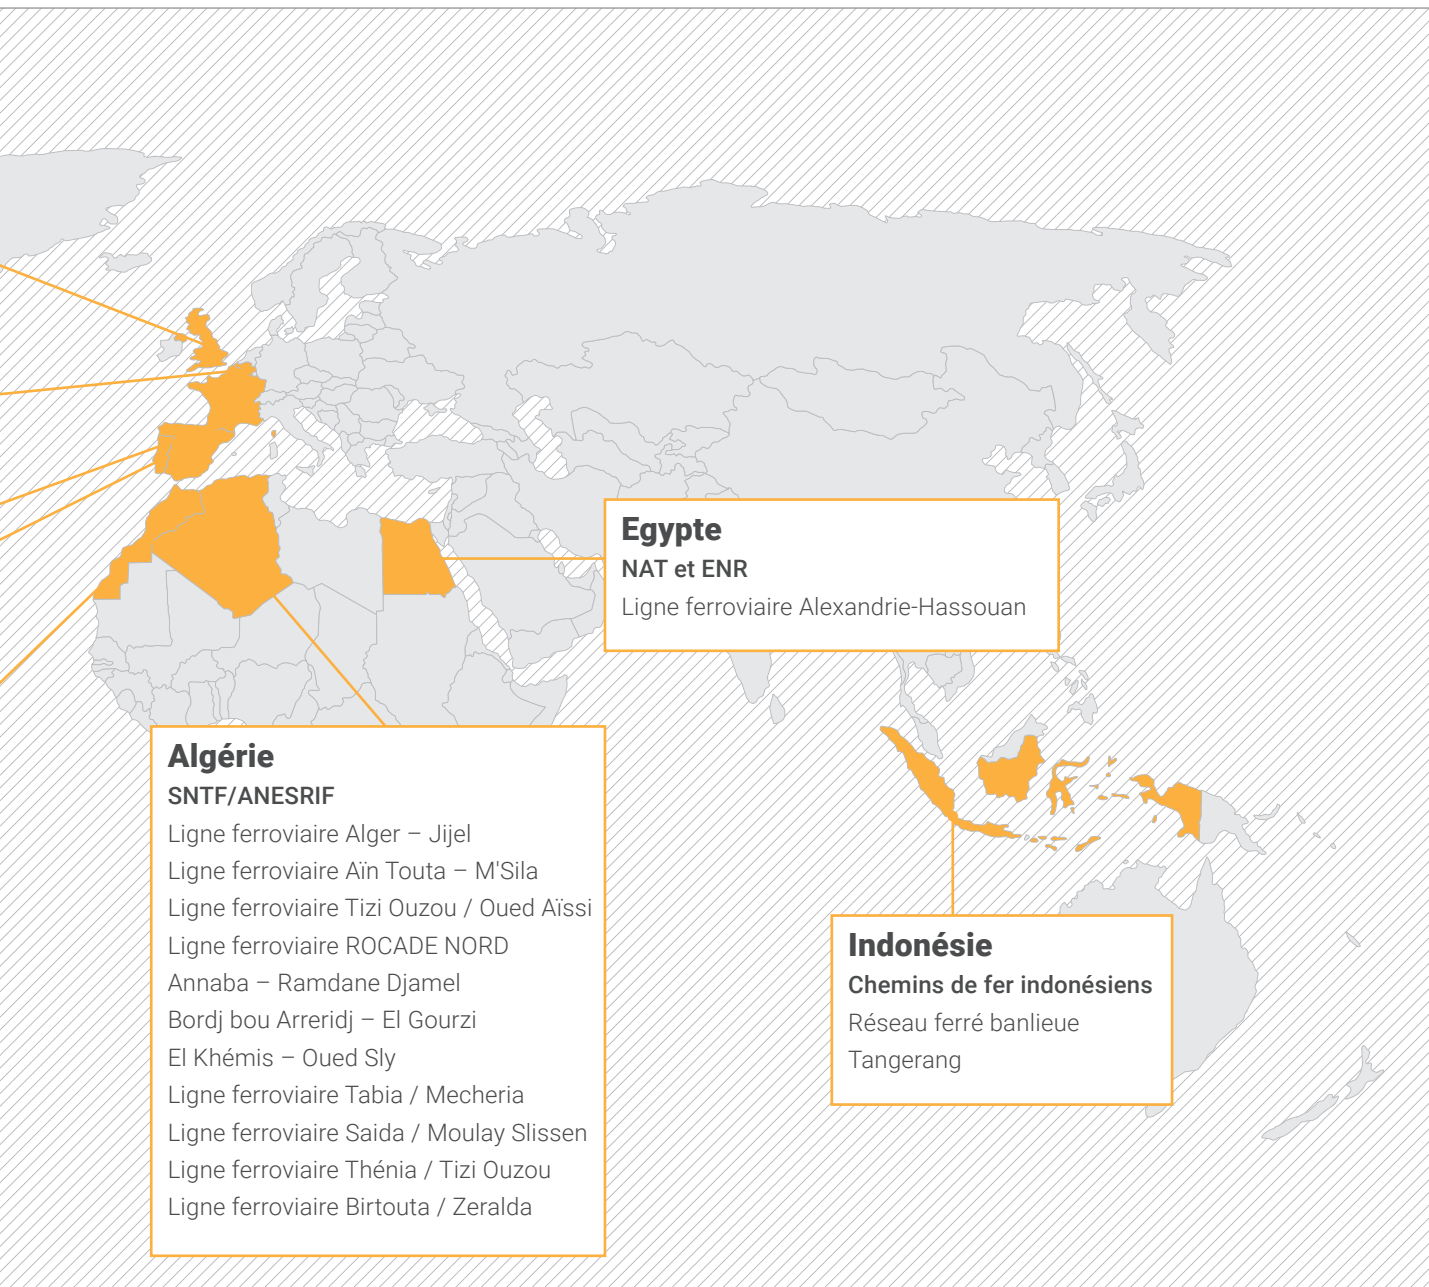 Egypte
NAT et ENR
Ligne ferroviaire Alexandrie-Hassouan
Algérie
SNTF/ANESRIF
Ligne ferroviaire Alger – Jijel
Ligne ferroviaire Aïn Touta – M'Sila
Ligne ferroviaire Tizi Ouzou / Oued Aïssi
Ligne ferroviaire ROCADE NORD
Annaba – Ramdane Djamel
Bordj bou Arreridj – El Gourzi
El Khémis – Oued Sly
Ligne ferroviaire Tabia / Mecheria
Ligne ferroviaire Saida / Moulay Slissen
Ligne ferroviaire Thénia / Tizi Ouzou
Ligne ferroviaire Birtouta / Zeralda
Indonésie
Chemins de fer indonésiens
Réseau ferré banlieue
Tangerang